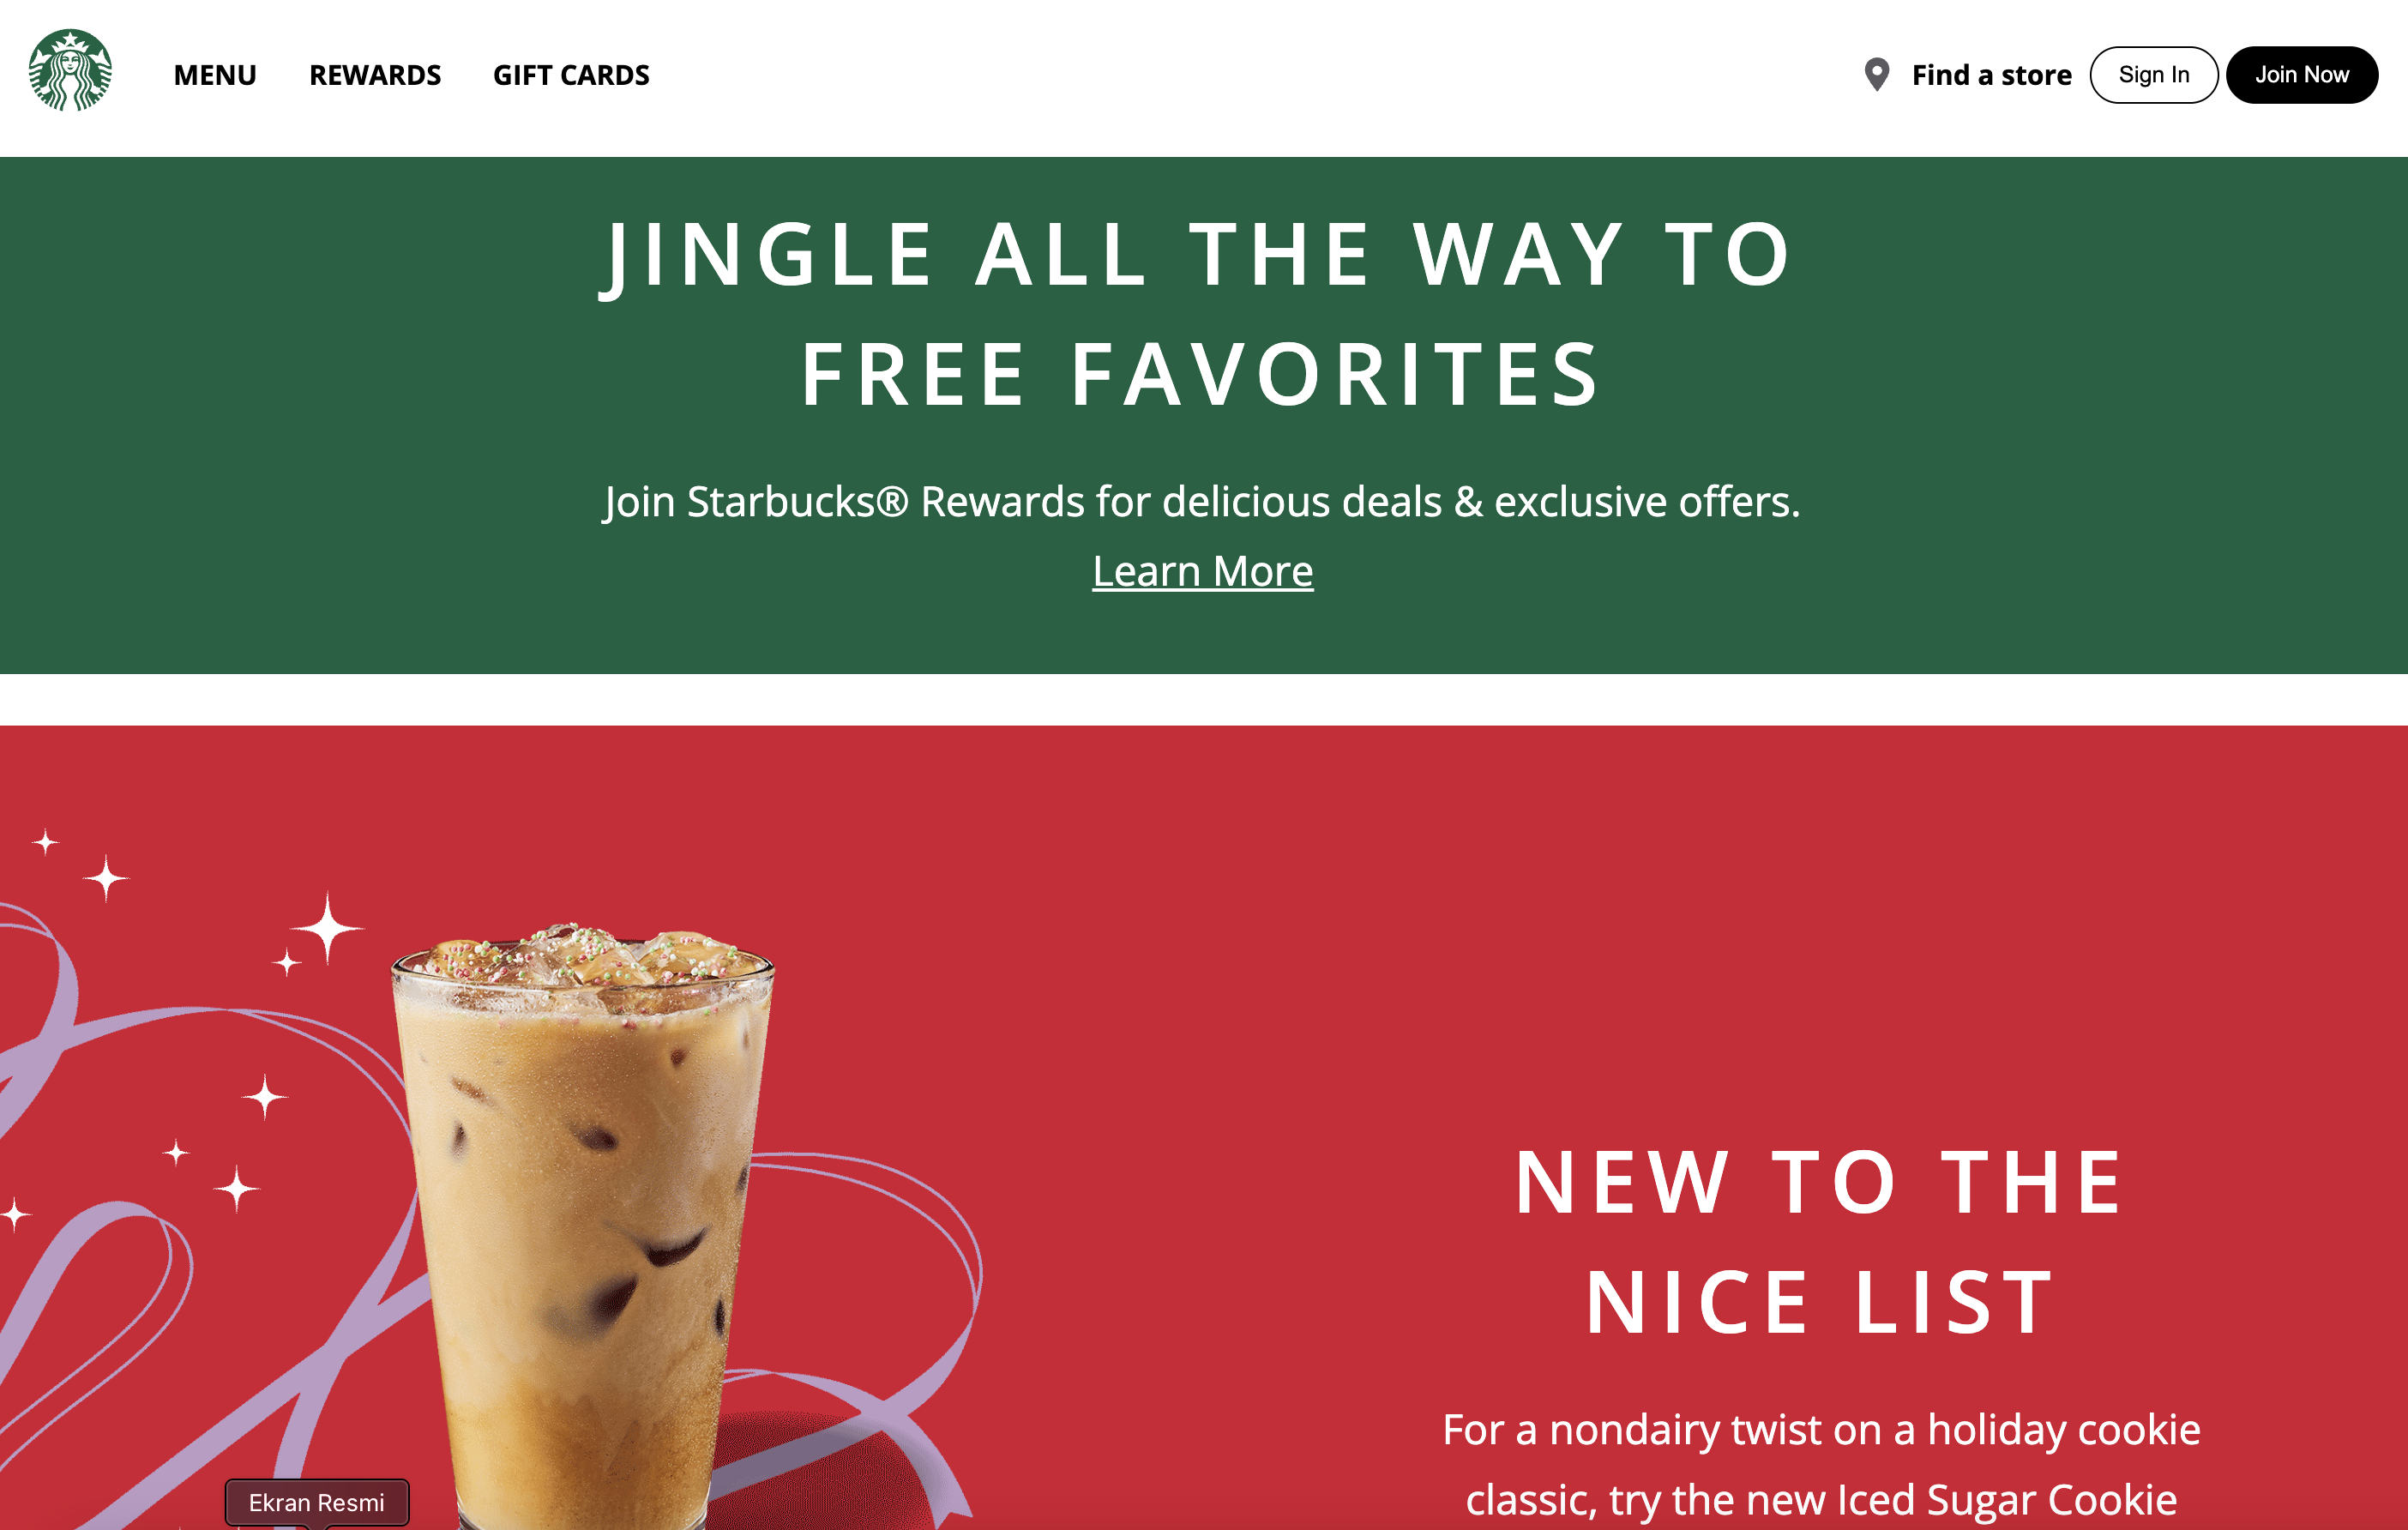 MENU REWARDS GIFT CARDS Find a store Sign In Join Now
JINGLE ALL THE WAY TO
FREE FAVORITES
Join Starbucks® Rewards for delicious deals & exclusive offers.
Learn More
NEW TO THE
NICE LIST
For a nondairy twist on a holiday cookie
classic, try the new Iced Sugar Cookie
Ekran Resmi